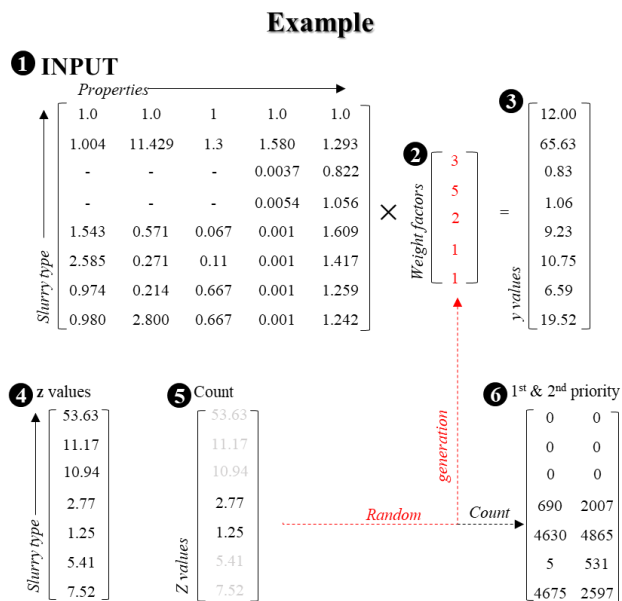 Example
1 INPUT
Properties
Slurry type
1.0 1.0 1 1.0 1.0
1.004 11.429 1.3 1.580 1.293
- - - 0.0037 0.822
- - - 0.0054 1.056
1.543 0.571 0.067 0.001 1.609
2.585 0.271 0.11 0.001 1.417
0.974 0.214 0.667 0.001 1.259
0.980 2.800 0.667 0.001 1.242
×
2
Weight factors
3
5
2
1
1
=
3
y values
12.00
65.63
0.83
1.06
9.23
10.75
6.59
19.52
4 z values
Slurry type
53.63
11.17
10.94
2.77
1.25
5.41
7.52
5 Count
Z values
53.63
11.17
10.94
2.77
1.25
5.41
7.52
Random
generation
Count
6 1st & 2nd priority
0 0
0 0
0 0
690 2007
4630 4865
5 531
4675 2597